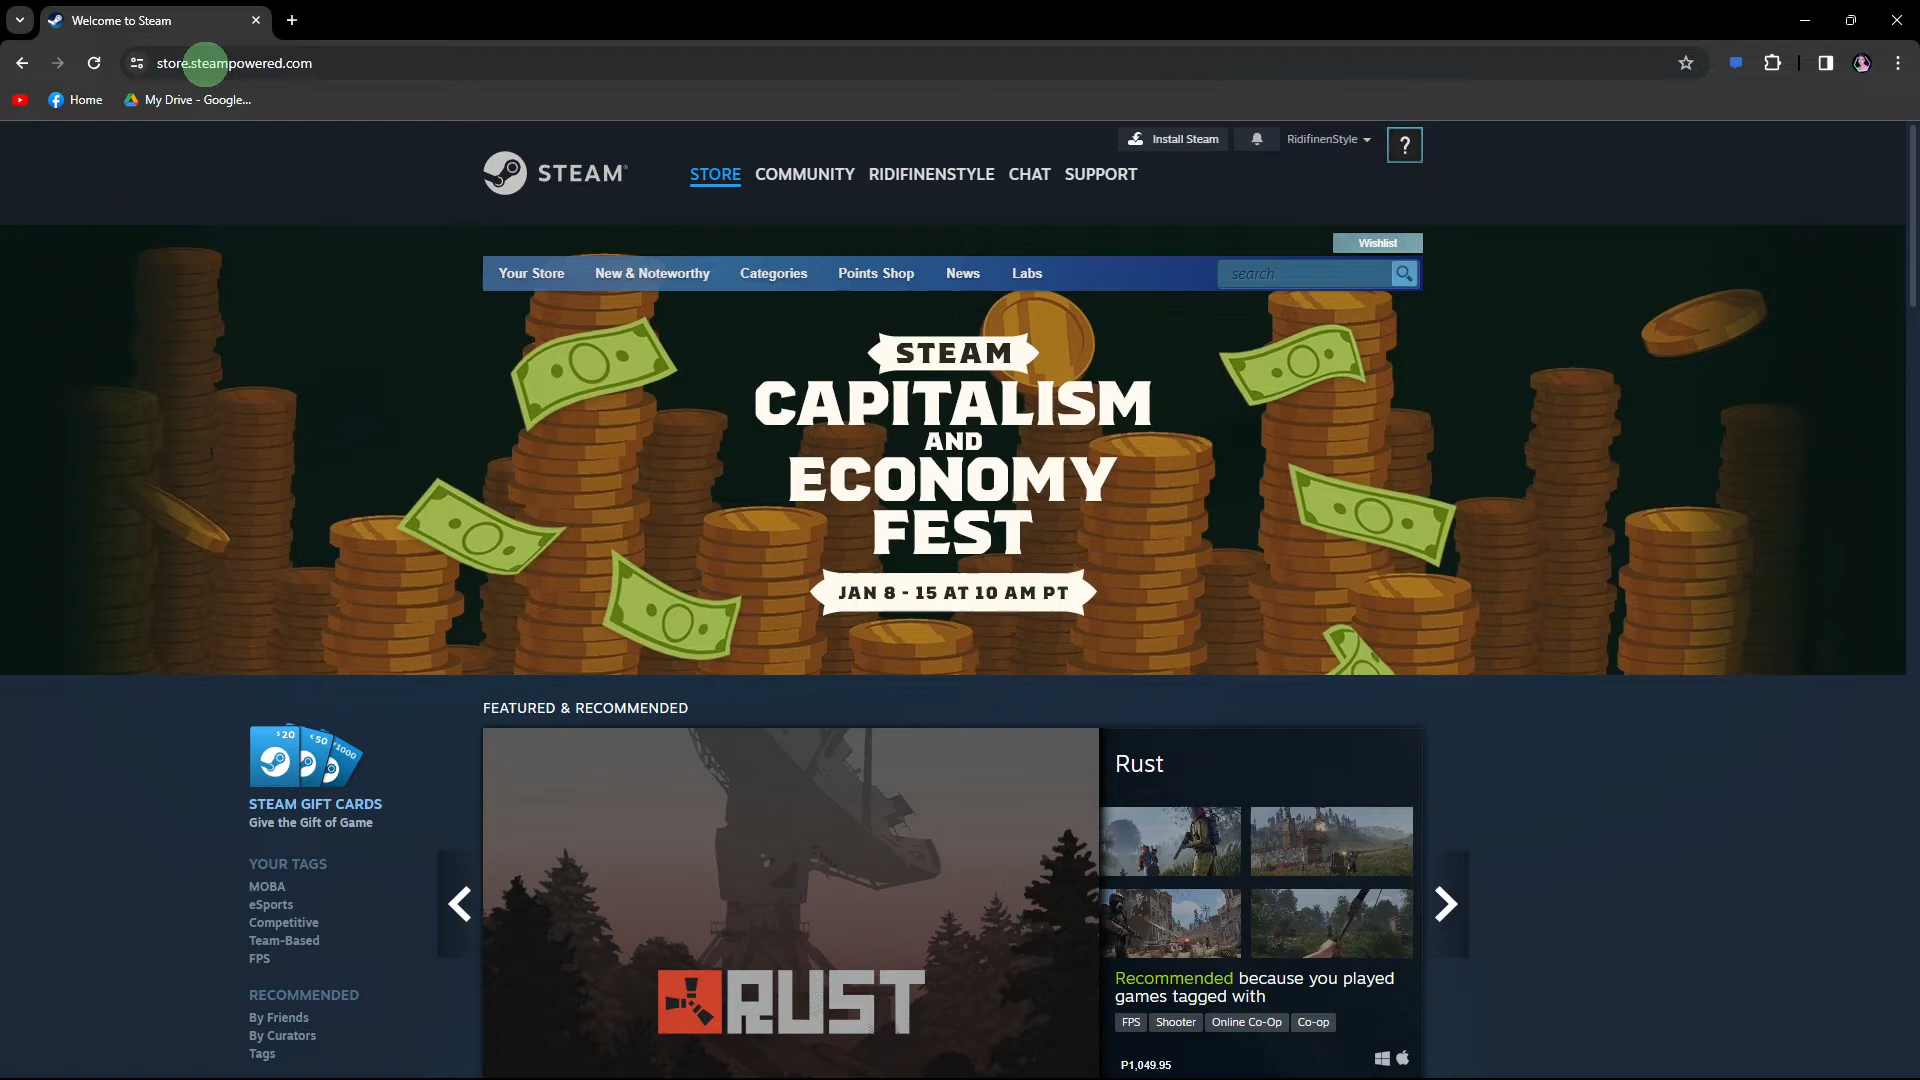 Welcome to Steam
store.steampowered.com
Home
My Drive - Google...
Install Steam
RidifinenStyle
?
STEAM
STORE
COMMUNITY
RIDIFINENSTYLE
CHAT
SUPPORT
Wishlist
Your Store
New & Noteworthy
Categories
Points Shop
News
Labs
search
STEAM
CAPITALISM
AND
ECONOMY
FEST
JAN 8 - 15 AT 10 AM PT
FEATURED & RECOMMENDED
$20
€50
1000
STEAM GIFT CARDS
Give the Gift of Game
YOUR TAGS
MOBA
eSports
Competitive
Team-Based
FPS
RECOMMENDED
By Friends
By Curators
Tags
RUST
Rust
Recommended because you played
games tagged with
FPS
Shooter
Online Co-Op
Co-op
P1,049.95